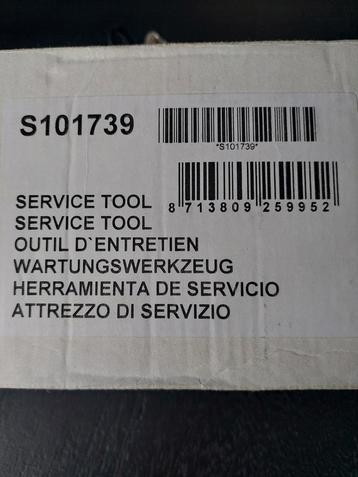 S101739
*S101739*
8 713809 259952
SERVICE TOOL
SERVICE TOOL
OUTIL D`ENTRETIEN
WARTUNGSWERKZEUG
HERRAMIENTA DE SERVICIO
ATTREZZO DI SERVIZIO